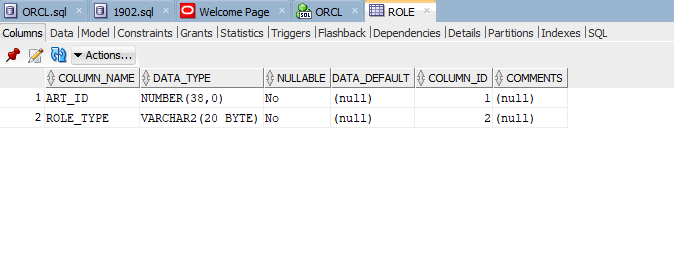 ORCL.sql 1902.sql Welcome Page ORCL ROLE
Columns Data Model Constraints Grants Statistics Triggers Flashback Dependencies Details Partitions Indexes SQL
Actions...
COLUMN_NAME DATA_TYPE NULLABLE DATA_DEFAULT COLUMN_ID COMMENTS
1 ART_ID NUMBER(38,0) No (null) 1 (null)
2 ROLE_TYPE VARCHAR2(20 BYTE) No (null) 2 (null)